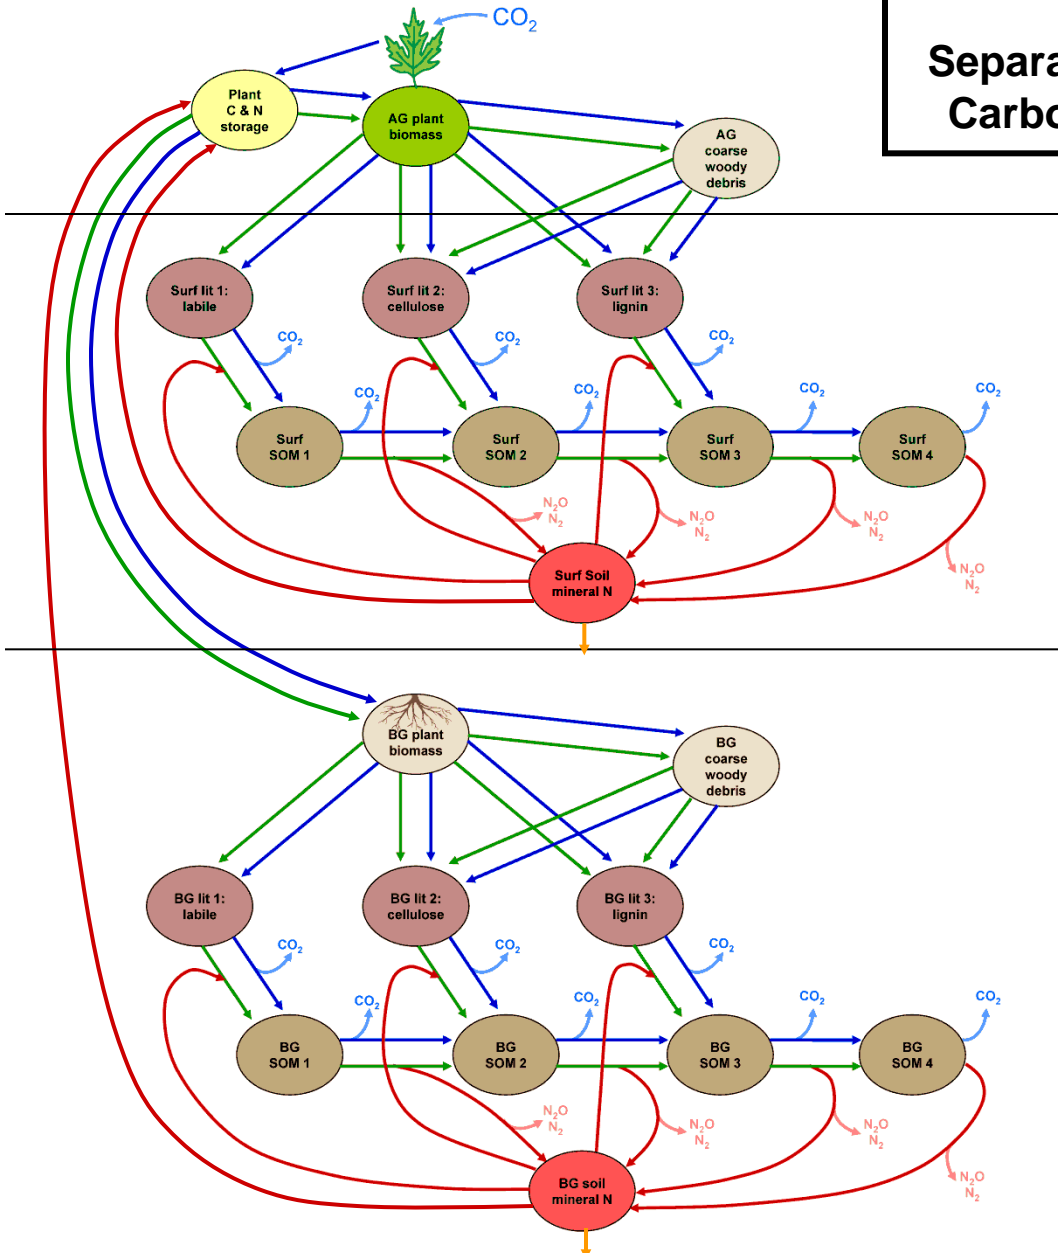 CO2
Separa
Carbo
Plant
C & N
storage
AG plant
biomass
AG
coarse
woody
debris
Surf lit 1:
labile
Surf lit 2:
cellulose
Surf lit 3:
lignin
CO2
CO2
CO2
CO2
CO2
CO2
CO2
Surf
SOM 1
Surf
SOM 2
Surf
SOM 3
Surf
SOM 4
N2O
N2
N2O
N2
N2O
N2
N2O
N2
Surf Soil
mineral N
BG plant
biomass
BG
coarse
woody
debris
BG lit 1:
labile
BG lit 2:
cellulose
BG lit 3:
lignin
CO2
CO2
CO2
CO2
CO2
CO2
CO2
BG
SOM 1
BG
SOM 2
BG
SOM 3
BG
SOM 4
N2O
N2
N2O
N2
N2O
N2
N2O
N2
BG soil
mineral N